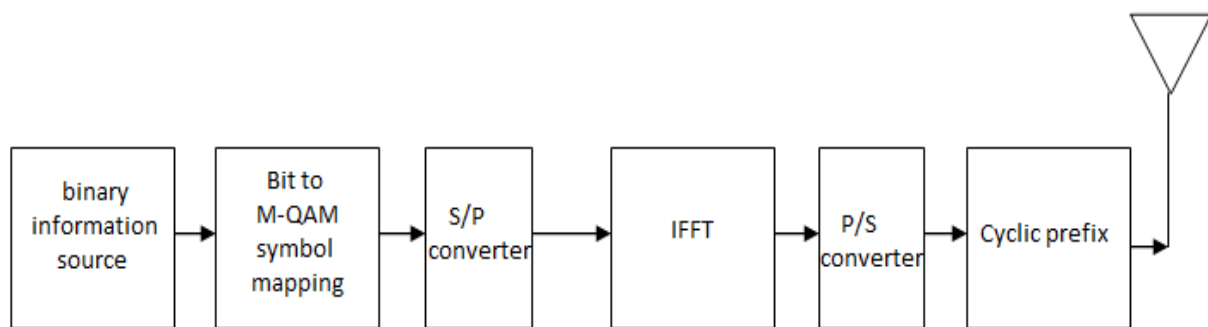 binary
information
source
Bit to
M-QAM
symbol
mapping
S/P
converter
IFFT
P/S
converter
Cyclic prefix